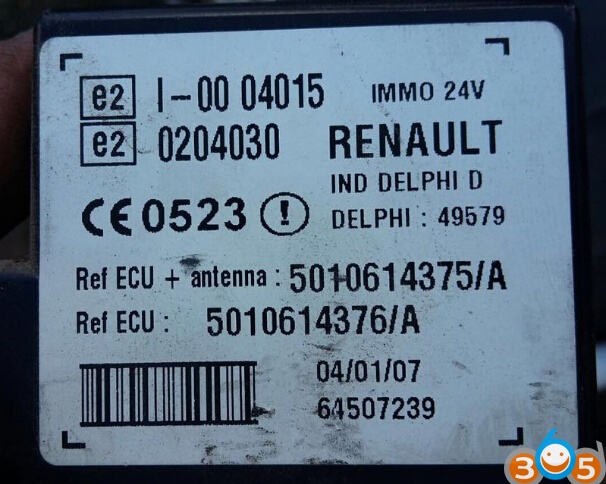 e2 I-00 04015 IMMO 24V
e2 0204030 RENAULT
IND DELPHI D
CE 0523 ! DELPHI : 49579
Ref ECU + antenna : 5010614375/A
Ref ECU : 5010614376/A
04/01/07
64507239
365